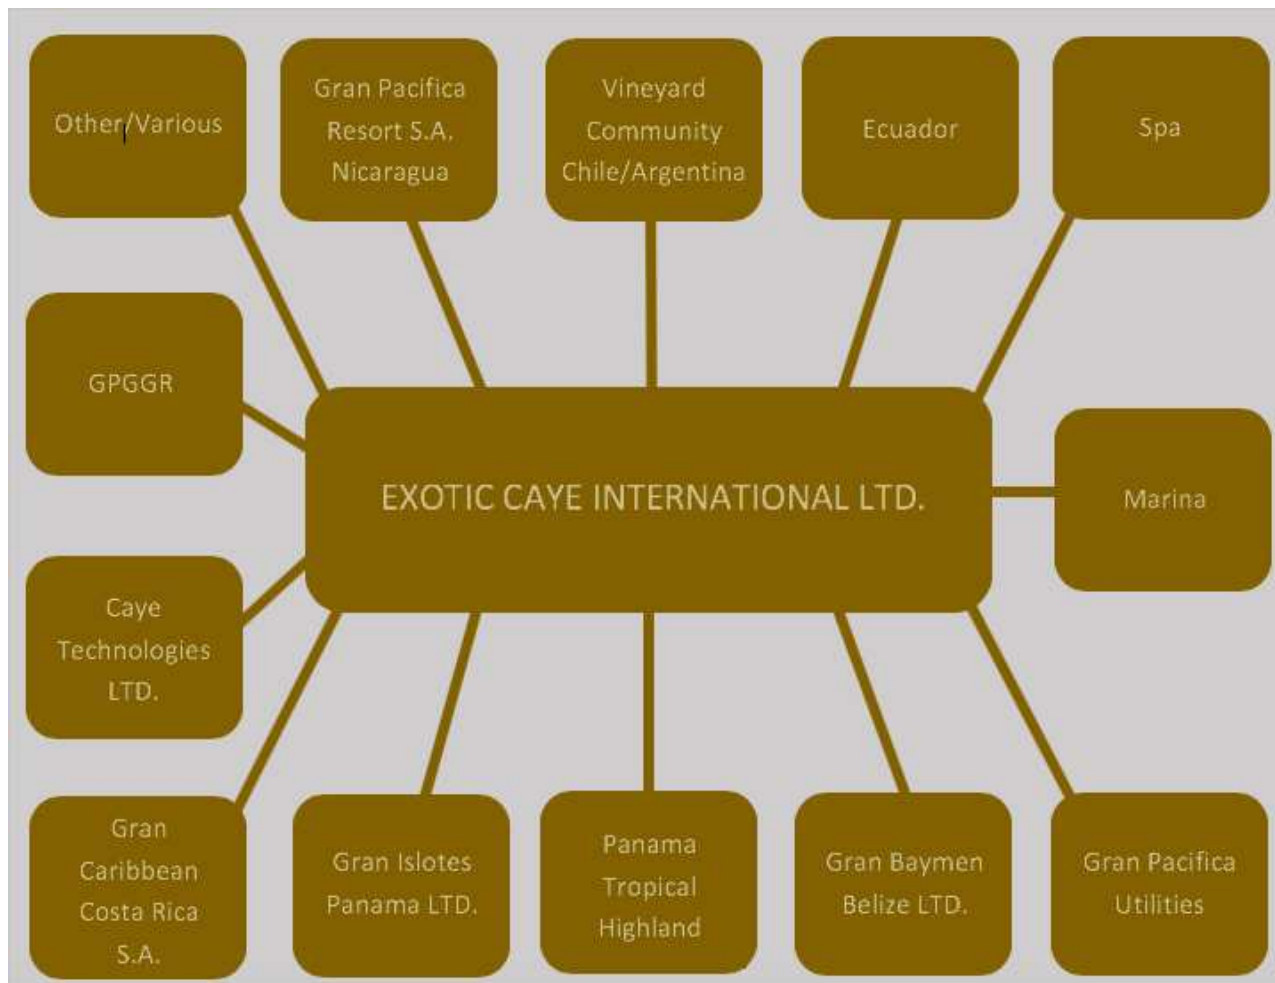 Other/Various
Gran Pacifica
Resort S.A.
Nicaragua
Vineyard
Community
Chile/Argentina
Ecuador
Spa
GPGGR
EXOTIC CAYE INTERNATIONAL LTD.
Marina
Caye
Technologies
LTD.
Gran
Caribbean
Costa Rica
S.A.
Gran Islotes
Panama LTD.
Panama
Tropical
Highland
Gran Baymen
Belize LTD.
Gran Pacifica
Utilities